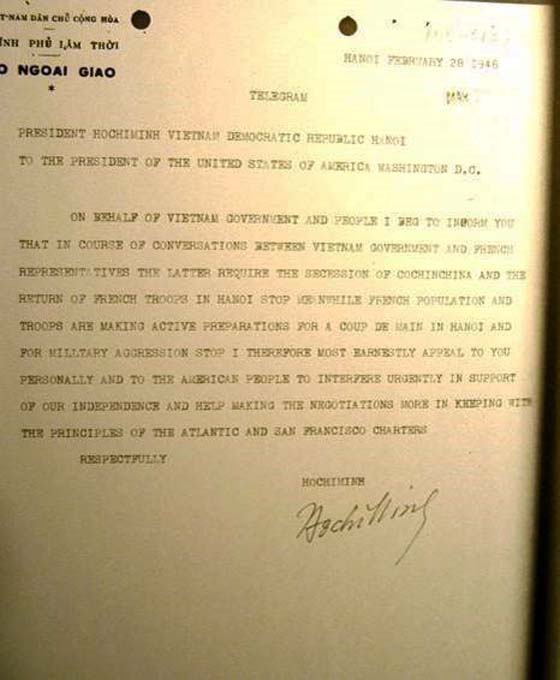 T-NAM DÂN CHỦ CỘNG HÒA
ÍNH PHỦ LÂM THỜI
O NGOẠI GIAO
*
HANOI FEBRUARY 28 1946
TELEGRAM
MAR
PRESIDENT HOCHIMINH VIETNAM DEMOCRATIC REPUBLIC HANOI
TO THE PRESIDENT OF THE UNITED STATES OF AMERICA WASHINGTON D.C.
ON BEHALF OF VIETNAM GOVERNMENT AND PEOPLE I BEG TO INFORM YOU
THAT IN COURSE OF CONVERSATIONS BETWEEN VIETNAM GOVERNMENT AND FRENCH
REPRESENTATIVES THE LATTER REQUIRE THE SECESSION OF COCHINCHINA AND THE
RETURN OF FRENCH TROOPS IN HANOI STOP MEANWHILE FRENCH POPULATION AND
TROOPS ARE MAKING ACTIVE PREPARATIONS FOR A COUP DE MAIN IN HANOI AND
FOR MILITARY AGGRESSION STOP I THEREFORE MOST EARNESTLY APPEAL TO YOU
PERSONALLY AND TO THE AMERICAN PEOPLE TO INTERFERE URGENTLY IN SUPPORT
OF OUR INDEPENDENCE AND HELP MAKING THE NEGOTIATIONS MORE IN KEEPING WITH
THE PRINCIPLES OF THE ATLANTIC AND SAN FRANCISCO CHARTERS
RESPECTFULLY
HOCHIMINH
Hochiminh